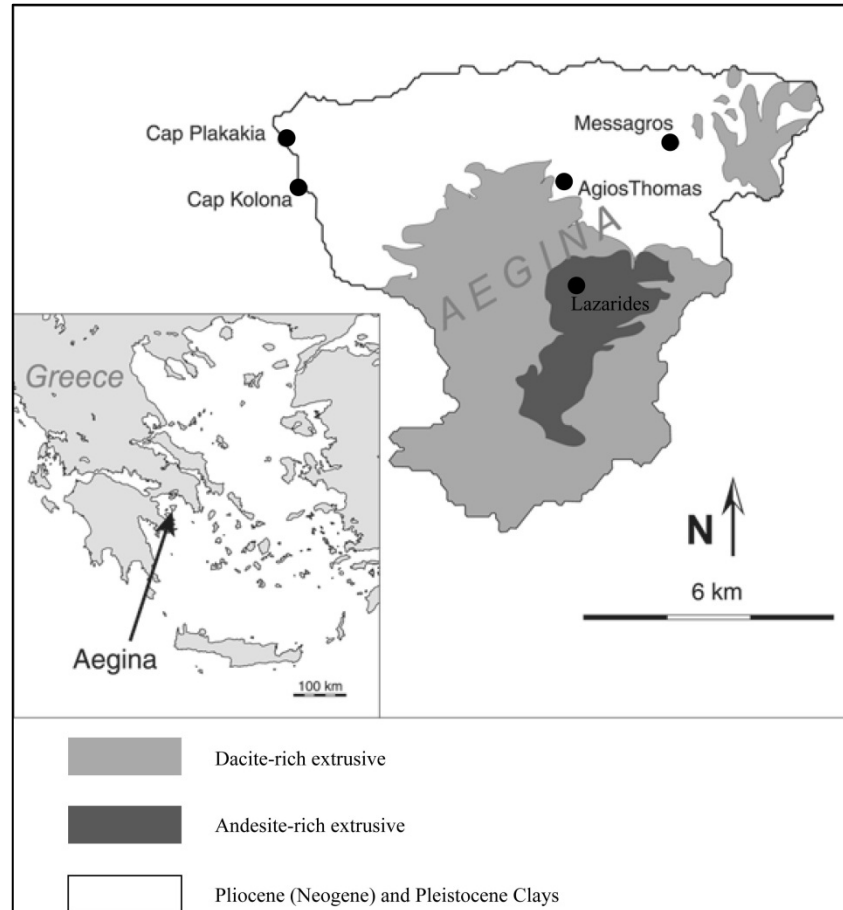 Cap Plakakia
Messagros
Cap Kolona
AgiosThomas
AEGINA
Lazarides
Greece
N
6 km
Aegina
100 km
Dacite-rich extrusive
Andesite-rich extrusive
Pliocene (Neogene) and Pleistocene Clays